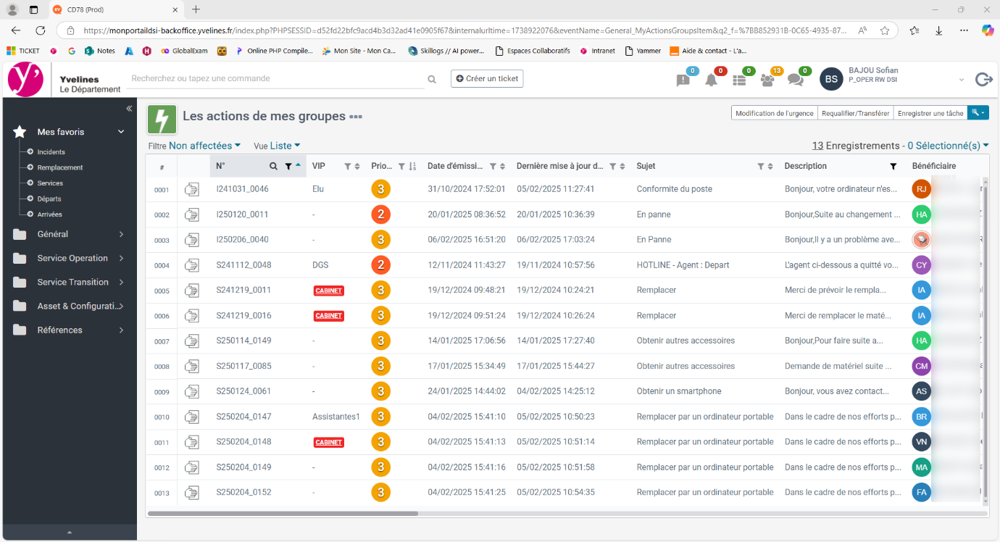 CD78 (Prod)
https://monportaildsi-backoffice.yvelines.fr/index.php?PHPSESSID=d52fd22bfc9acd4b3d32ad41e0905f67&internalurltime=1738922076&eventName=General_MyActionsGroupsItem&q2_f=%7BB852931B-0C65-4935-87...
TICKET Notes GlobalExam Online PHP Compile... Mon Site - Mon Ca... Skillogs // AI power... Espaces Collaboratifs Intranet Yammer Aide & contact - L'a...
Yvelines
Le Département
Recherchez ou tapez une commande
Créer un ticket
0 0 0 13 0
BS
BAJOU Sofian
P_OPER RW DSI
Mes favoris
Incidents
Remplacement
Services
Départs
Arrivées
Général
Service Operation
Service Transition
Asset & Configurati...
Références
Les actions de mes groupes
Modification de l'urgence Requalifier/Transférer Enregistrer une tâche
Filtre Non affectées Vue Liste
13 Enregistrements - 0 Sélectionné(s)
# N° VIP Prio... Date d'émissi... Dernière mise à jour d... Sujet Description Bénéficiaire
0001 I241031_0046 Elu 3 31/10/2024 17:52:01 05/02/2025 11:27:41 Conformite du poste Bonjour, votre ordinateur n'es... RJ
0002 I250120_0011 - 2 20/01/2025 08:36:52 20/01/2025 10:36:39 En panne Bonjour,Suite au changement ... HA
0003 I250206_0040 - 3 06/02/2025 16:51:20 06/02/2025 17:03:24 En Panne Bonjour,Il y a un problème ave...
0004 S241112_0048 DGS 2 12/11/2024 11:43:27 19/11/2024 10:57:56 HOTLINE - Agent : Depart L'agent ci-dessous a quitté vo... CY
0005 S241219_0011 CABINET 3 19/12/2024 09:48:21 19/12/2024 10:24:21 Remplacer Merci de prévoir le rempla... IA
0006 S241219_0016 CABINET 3 19/12/2024 09:51:24 19/12/2024 10:26:24 Remplacer Merci de remplacer le maté... IA
0007 S250114_0149 - 3 14/01/2025 17:06:56 14/01/2025 17:27:40 Obtenir autres accessoires Bonjour,Pour faire suite a... HA
0008 S250117_0085 - 3 17/01/2025 15:34:49 17/01/2025 15:44:27 Obtenir autres accessoires Demande de matériel suite ... CM
0009 S250124_0061 - 3 24/01/2025 14:44:02 04/02/2025 14:25:12 Obtenir un smartphone Bonjour, vous avez contact... AS
0010 S250204_0147 Assistantes1 3 04/02/2025 15:41:10 05/02/2025 10:50:23 Remplacer par un ordinateur portable Dans le cadre de nos efforts p... BR
0011 S250204_0148 CABINET 3 04/02/2025 15:41:13 05/02/2025 10:51:14 Remplacer par un ordinateur portable Dans le cadre de nos efforts p... VN
0012 S250204_0149 - 3 04/02/2025 15:41:16 05/02/2025 10:51:58 Remplacer par un ordinateur portable Dans le cadre de nos efforts p... MA
0013 S250204_0152 - 3 04/02/2025 15:41:25 05/02/2025 10:54:35 Remplacer par un ordinateur portable Dans le cadre de nos efforts p... FA